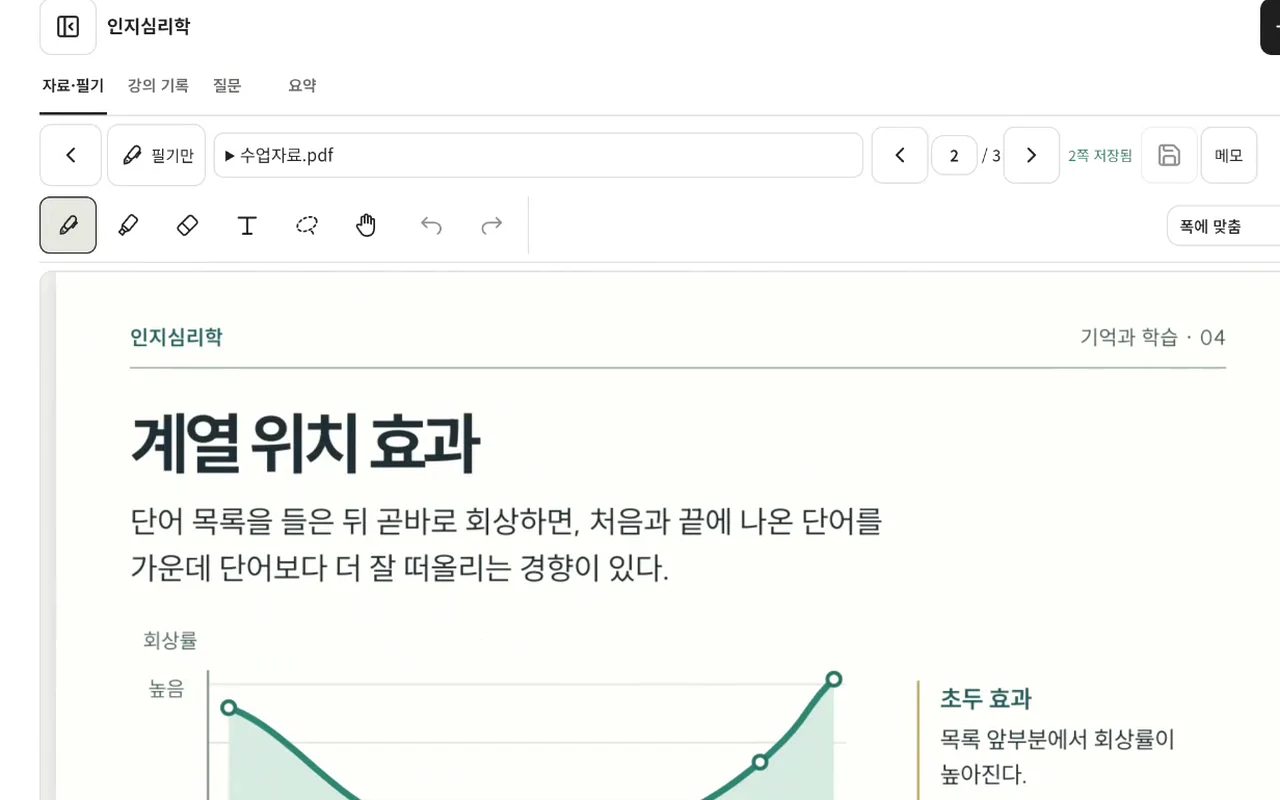 인지심리학
자료·필기 강의 기록 질문 요약
필기만 ▶ 수업자료.pdf 2 / 3 2쪽 저장됨 메모
T 폭에 맞춤
인지심리학 기억과 학습 · 04
계열 위치 효과
단어 목록을 들은 뒤 곧바로 회상하면, 처음과 끝에 나온 단어를
가운데 단어보다 더 잘 떠올리는 경향이 있다.
회상률
높음
초두 효과
목록 앞부분에서 회상률이
높아진다.